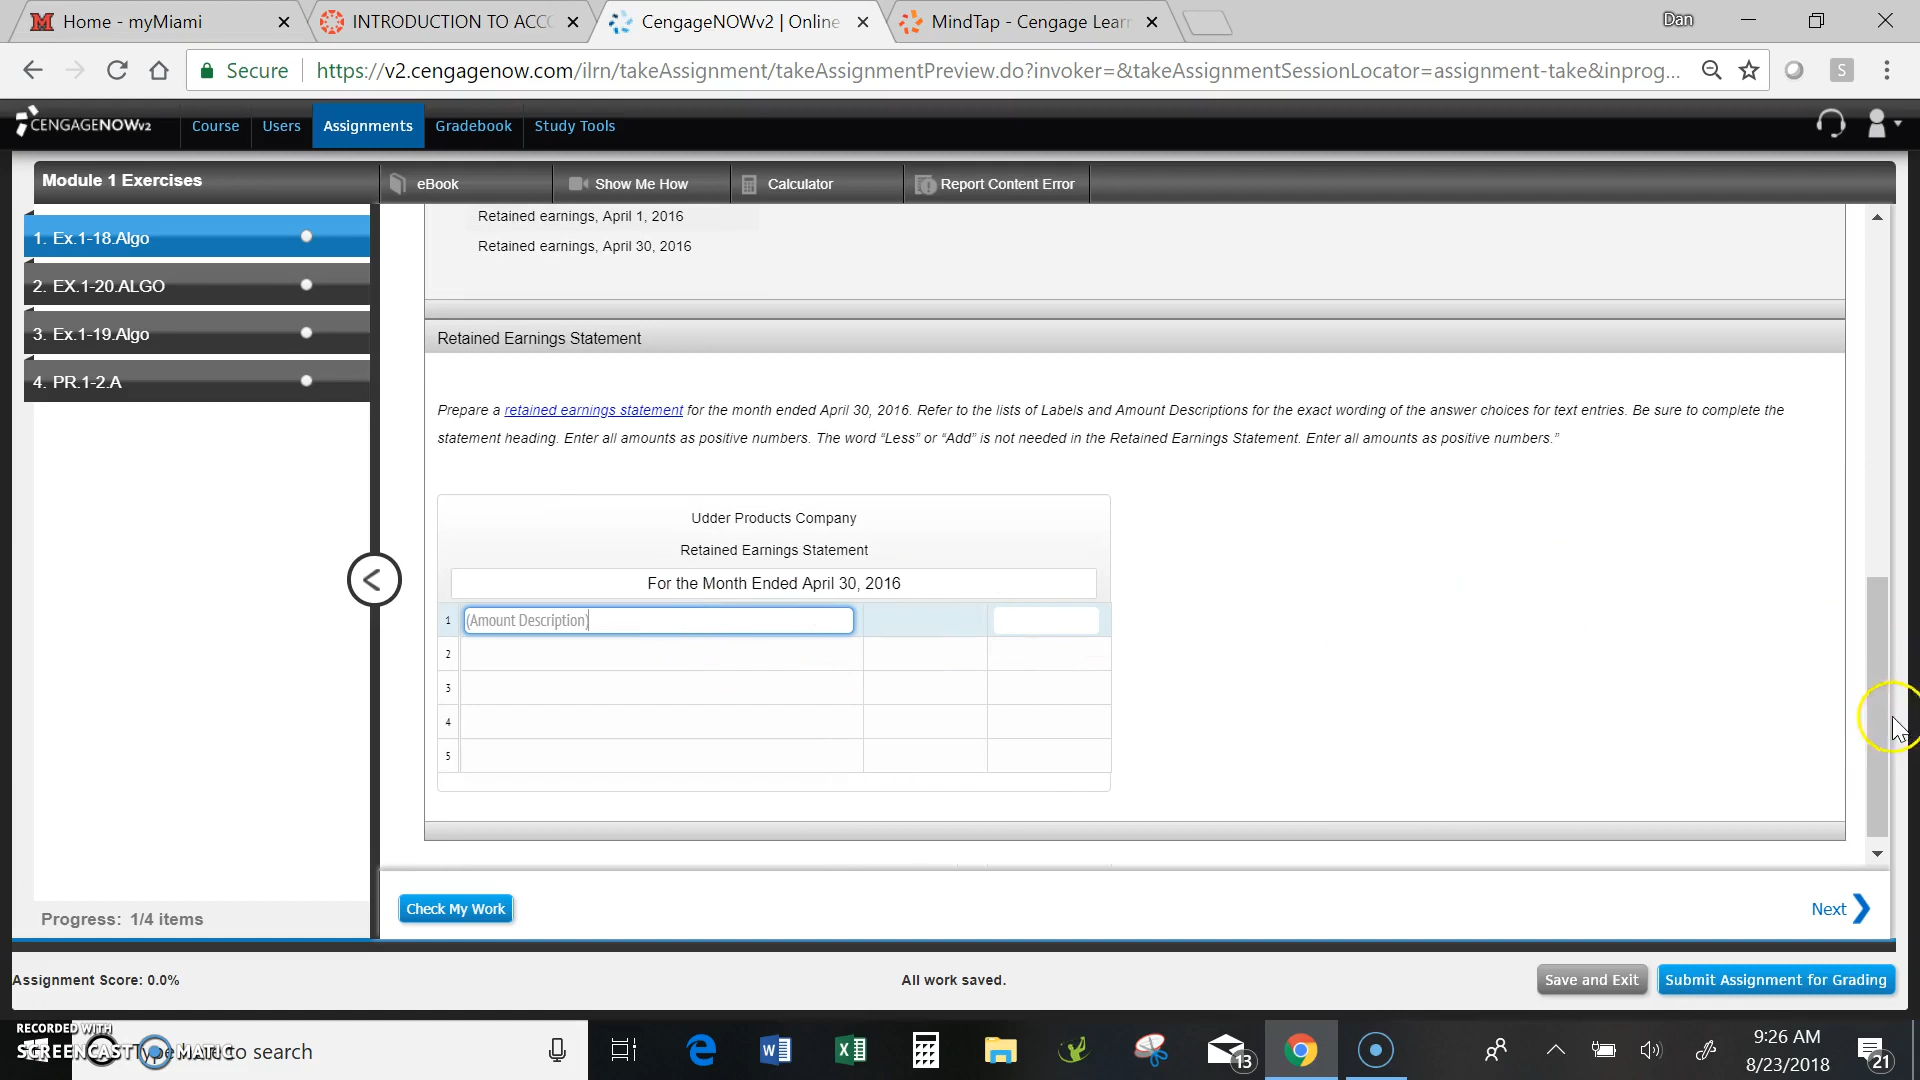 Home - myMiami
INTRODUCTION TO ACCO
CengageNOWv2 | Online
MindTap - Cengage Learn
Dan
Secure
https://v2.cengagenow.com/ilrn/takeAssignment/takeAssignmentPreview.do?invoker=&takeAssignmentSessionLocator=assignment-take&inprog...
S
CENGAGENOWv2
Course
Users
Assignments
Gradebook
Study Tools
Module 1 Exercises
eBook
Show Me How
Calculator
Report Content Error
1. Ex.1-18.Algo
2. EX.1-20.ALGO
3. Ex.1-19.Algo
4. PR.1-2.A
Retained earnings, April 1, 2016
Retained earnings, April 30, 2016
Retained Earnings Statement
Prepare a retained earnings statement for the month ended April 30, 2016. Refer to the lists of Labels and Amount Descriptions for the exact wording of the answer choices for text entries. Be sure to complete the
statement heading. Enter all amounts as positive numbers. The word “Less” or “Add” is not needed in the Retained Earnings Statement. Enter all amounts as positive numbers.”
Udder Products Company
Retained Earnings Statement
For the Month Ended April 30, 2016
1 (Amount Description)
2
3
4
5
Progress: 1/4 items
Check My Work
Next
Assignment Score: 0.0%
All work saved.
Save and Exit
Submit Assignment for Grading
RECORDED WITH
SCREENCAST MATIC
Type here to search
13
9:26 AM
8/23/2018
21